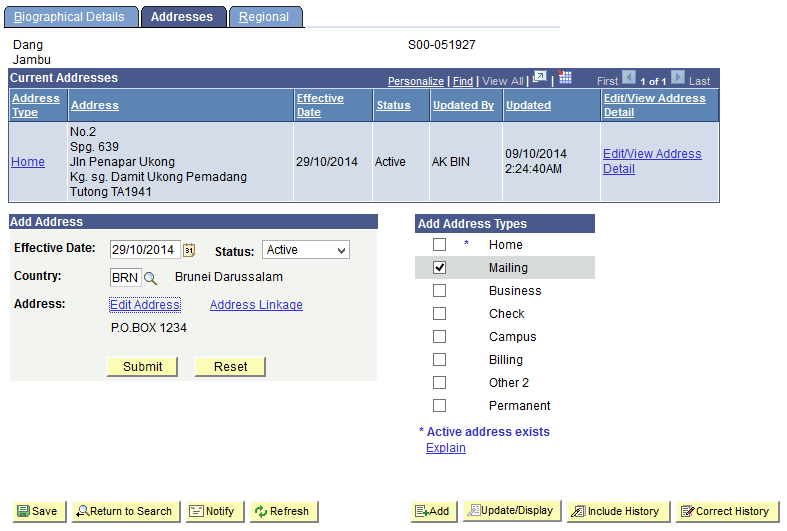 Biographical Details Addresses Regional
Dang S00-051927
Jambu
Current Addresses Personalize | Find | View All | | First 1 of 1 Last
Address Type Address Effective Date Status Updated By Updated Edit/View Address Detail
Home
No.2
Spg. 639
Jln Penapar Ukong
Kg. sg. Damit Ukong Pemadang
Tutong TA1941
29/10/2014 Active AK BIN
09/10/2014
2:24:40AM
Edit/View Address
Detail
Add Address
Effective Date: 29/10/2014 31 Status: Active
Country: BRN Brunei Darussalam
Address: Edit Address Address Linkage
P.O.BOX 1234
Submit Reset
Add Address Types
* Home
Mailing
Business
Check
Campus
Billing
Other 2
Permanent
* Active address exists
Explain
Save Return to Search Notify Refresh Add Update/Display Include History Correct History